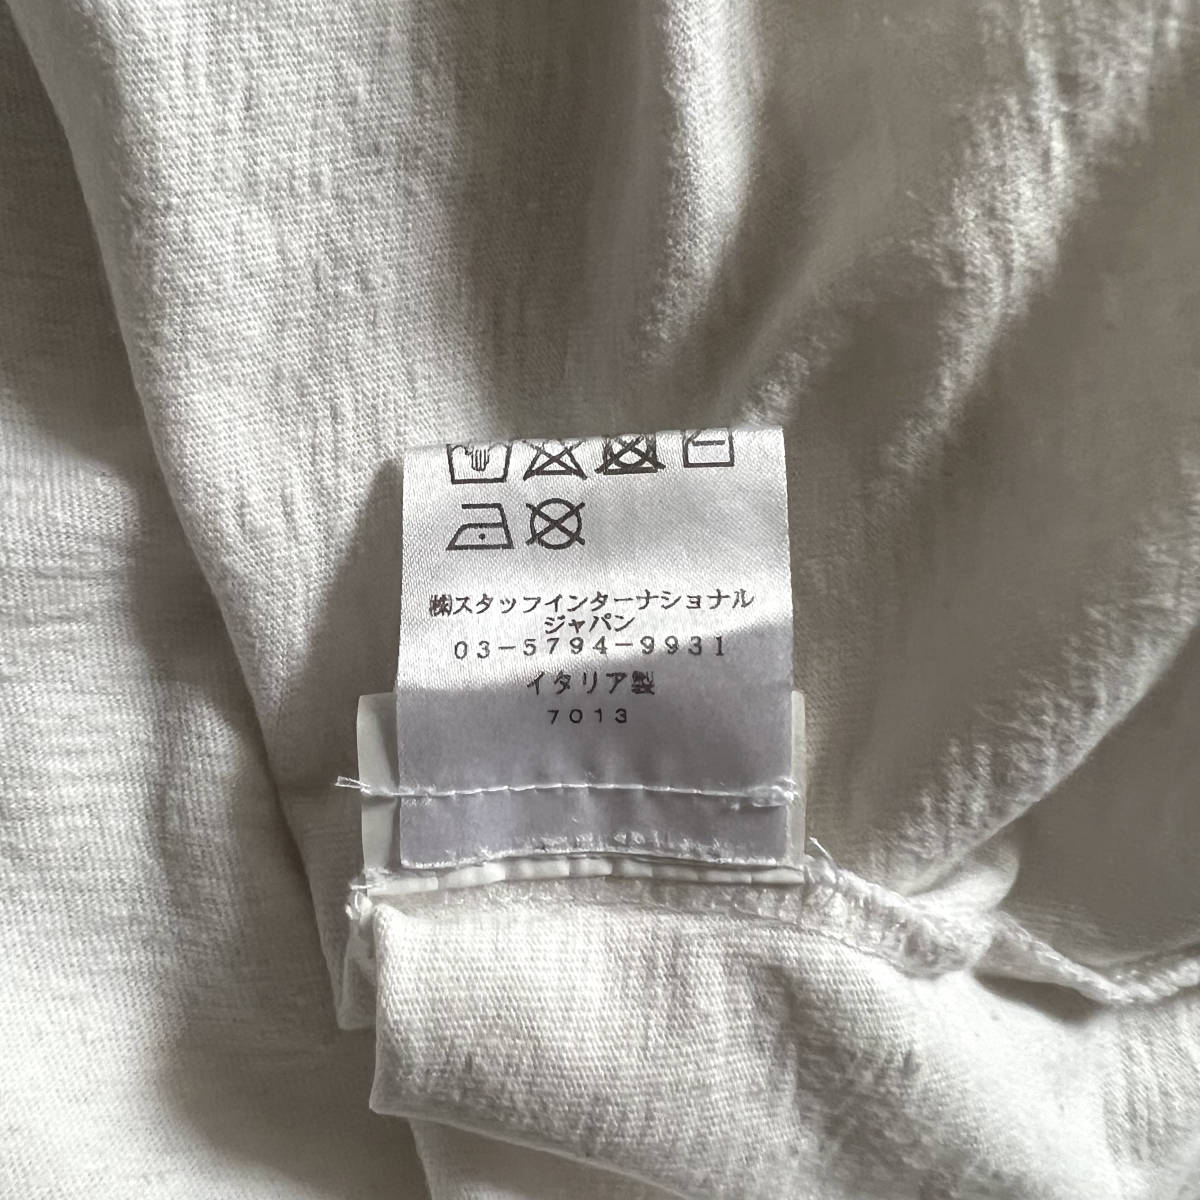 ㈱スタッフインターナショナル
ジャパン
03-5794-9931
イタリア製
7013